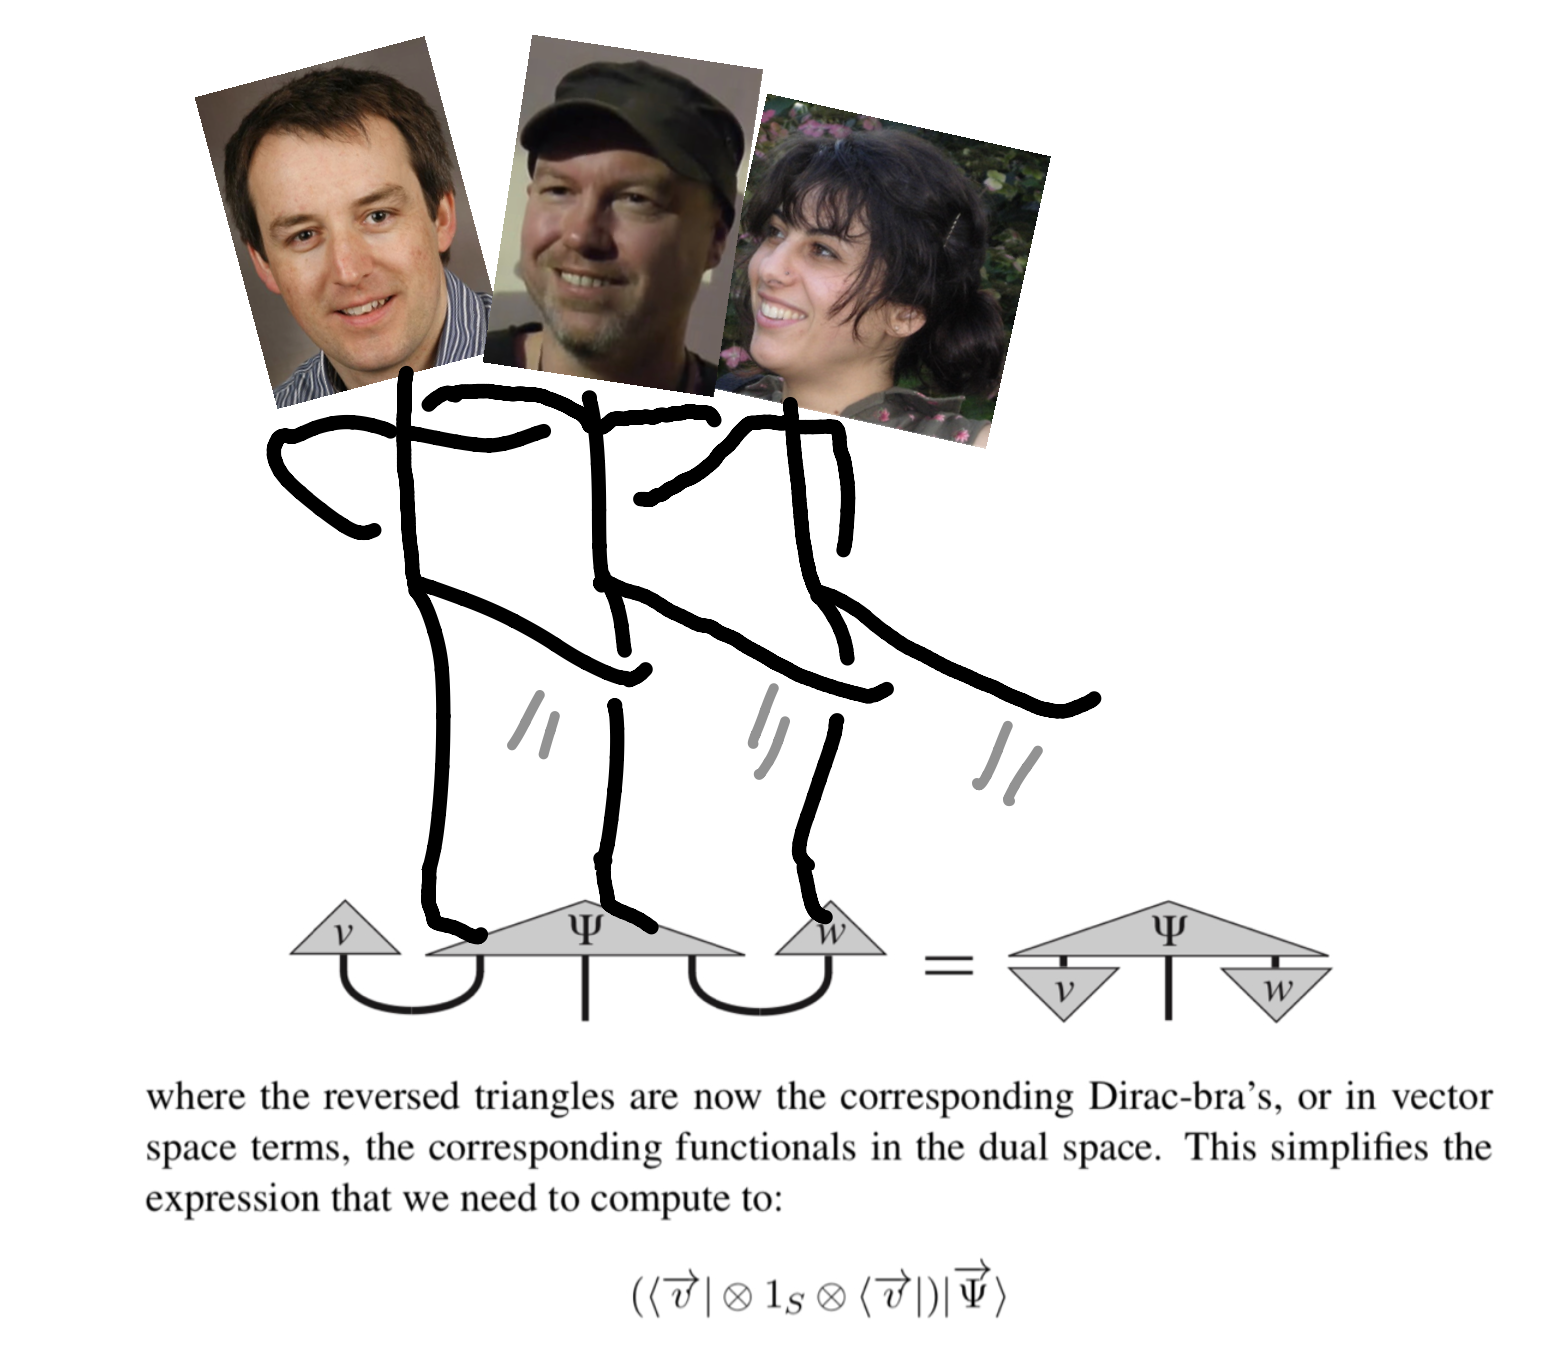 v Ψ w = Ψ
v w
where the reversed triangles are now the corresponding Dirac-bra's, or in vector
space terms, the corresponding functionals in the dual space. This simplifies the
expression that we need to compute to:
(⟨v⃗| ⊗ 1_S ⊗ ⟨v⃗|)|Ψ⃗⟩